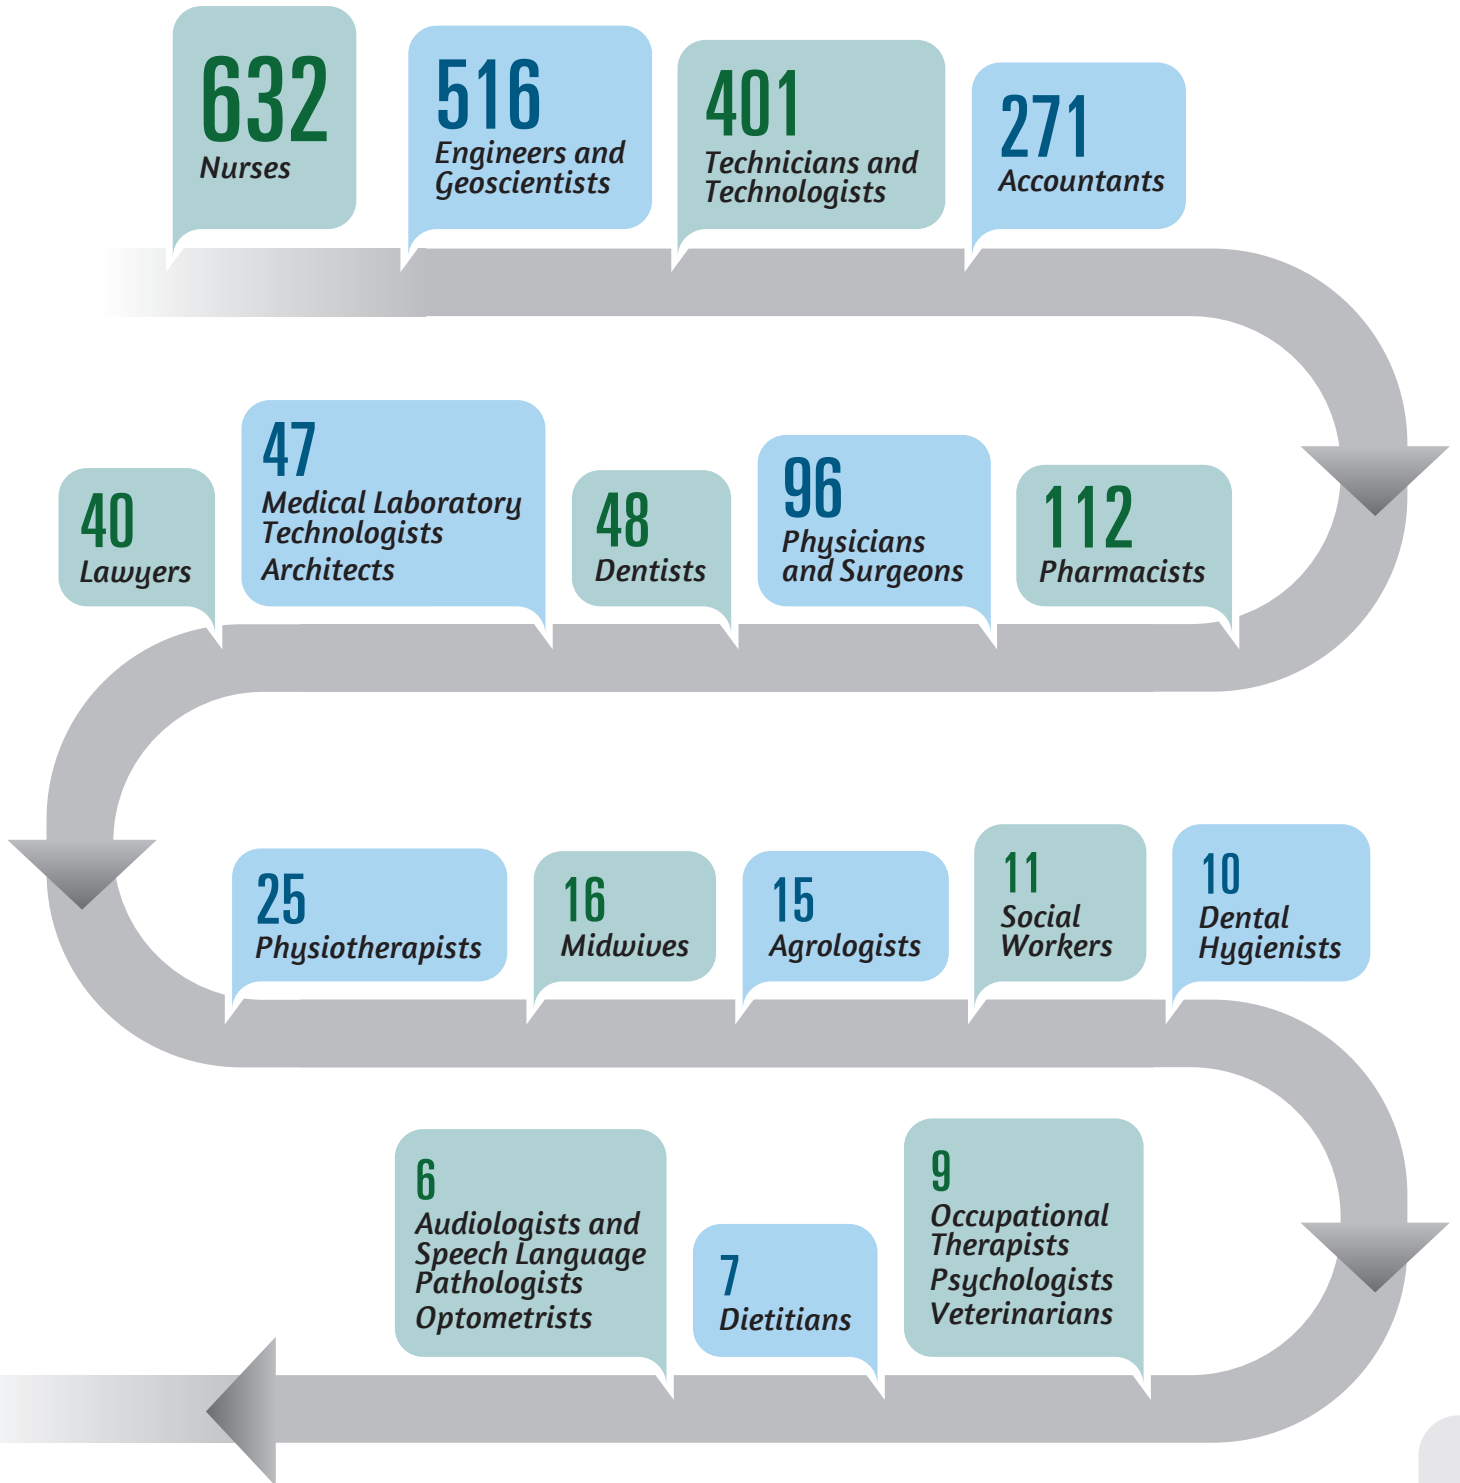 632
Nurses
516
Engineers and
Geoscientists
401
Technicians and
Technologists
271
Accountants
40
Lawyers
47
Medical Laboratory
Technologists
Architects
48
Dentists
96
Physicians
and Surgeons
112
Pharmacists
25
Physiotherapists
16
Midwives
15
Agrologists
11
Social
Workers
10
Dental
Hygienists
6
Audiologists and
Speech Language
Pathologists
Optometrists
7
Dietitians
9
Occupational
Therapists
Psychologists
Veterinarians